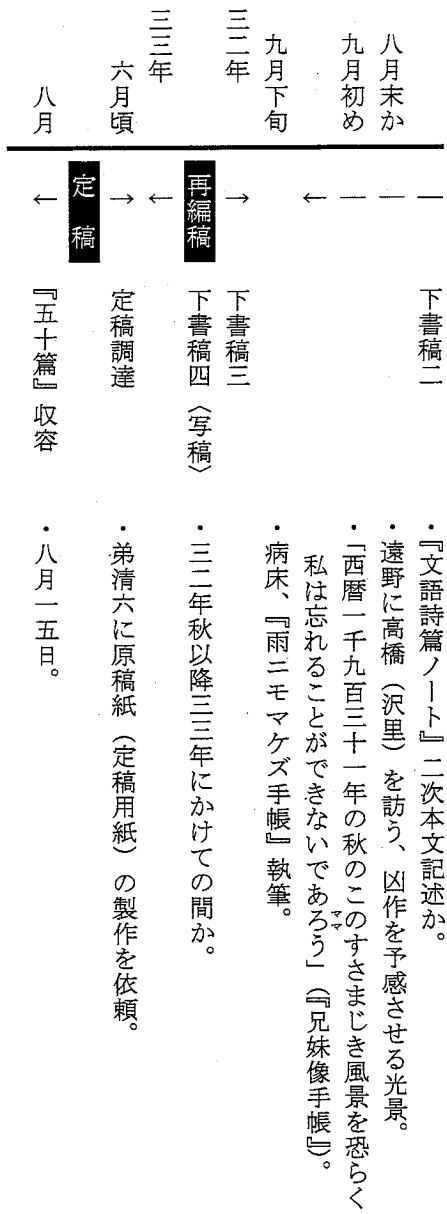 ｜ 下書稿二 ・『文語詩篇ノート』二次本文記述か。
八月末か ｜ ・遠野に高橋（沢里）を訪う、凶作を予感させる光景。
九月初め ｜ ・「西暦一千九百三十一年の秋のこのすさまじき風景を恐らく
← 私は忘れることができないであろう」（『兄妹像手帳』）。
ママ
九月下旬 ・病床、『雨ニモマケズ手帳』執筆。
三二年 → 下書稿三
再編稿 下書稿四〈写稿〉 ・三二年秋以降三三年にかけての間か。
三三年 ←
六月頃 → 定稿調達 ・弟清六に原稿紙（定稿用紙）の製作を依頼。
定稿
八月 ← 『五十篇』収容 ・八月一五日。